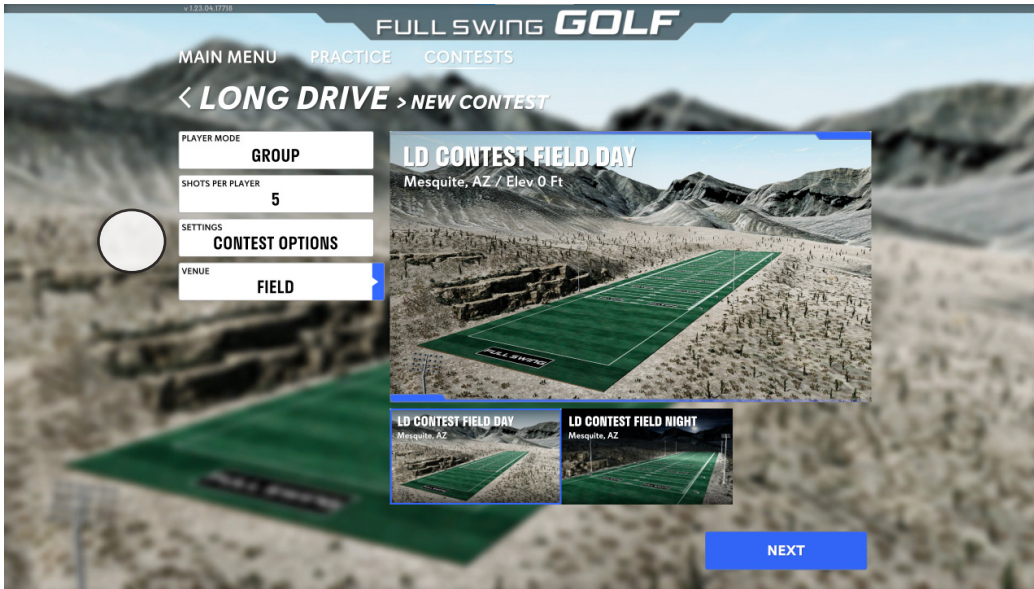 v 1.23.04.17718
FULL SWING GOLF
MAIN MENU PRACTICE CONTESTS
< LONG DRIVE > NEW CONTEST
PLAYER MODE
GROUP
SHOTS PER PLAYER
5
SETTINGS
CONTEST OPTIONS
VENUE
FIELD
LD CONTEST FIELD DAY
Mesquite, AZ / Elev 0 Ft
FULL SWING
LD CONTEST FIELD DAY
Mesquite, AZ
LD CONTEST FIELD NIGHT
Mesquite, AZ
FULL SWING
NEXT